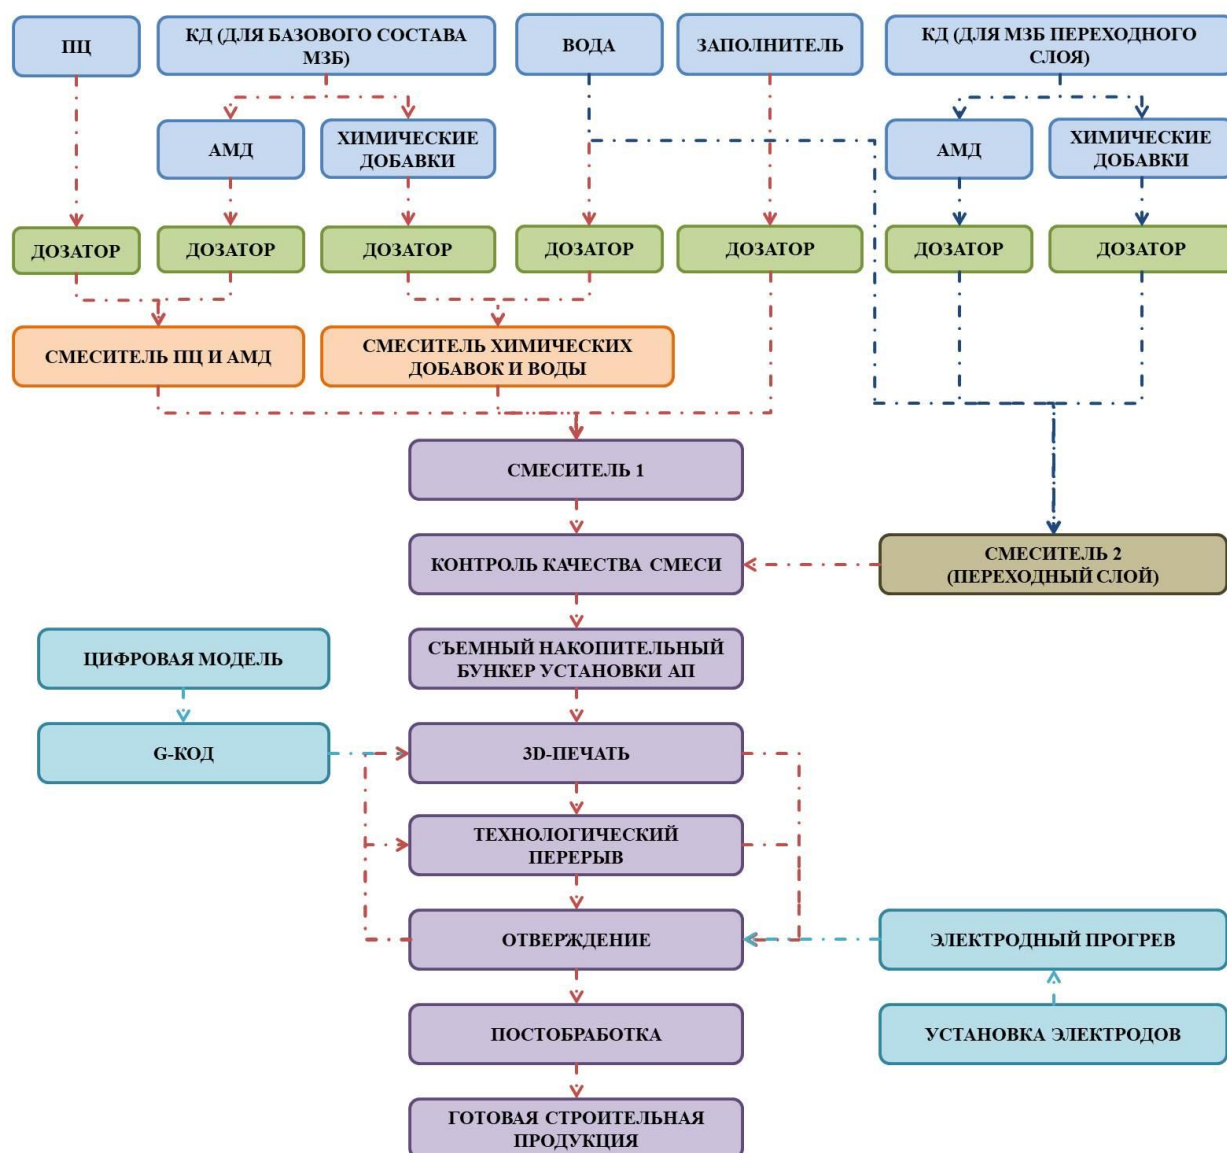 ПЦ
КД (ДЛЯ БАЗОВОГО СОСТАВА
МЗБ)
ВОДА
ЗАПОЛНИТЕЛЬ
КД (ДЛЯ МЗБ ПЕРЕХОДНОГО
СЛОЯ)
АМД
ХИМИЧЕСКИЕ
ДОБАВКИ
АМД
ХИМИЧЕСКИЕ
ДОБАВКИ
ДОЗАТОР
ДОЗАТОР
ДОЗАТОР
ДОЗАТОР
ДОЗАТОР
ДОЗАТОР
ДОЗАТОР
СМЕСИТЕЛЬ ПЦ И АМД
СМЕСИТЕЛЬ ХИМИЧЕСКИХ
ДОБАВОК И ВОДЫ
СМЕСИТЕЛЬ 1
КОНТРОЛЬ КАЧЕСТВА СМЕСИ
СМЕСИТЕЛЬ 2
(ПЕРЕХОДНЫЙ СЛОЙ)
ЦИФРОВАЯ МОДЕЛЬ
СЪЕМНЫЙ НАКОПИТЕЛЬНЫЙ
БУНКЕР УСТАНОВКИ АП
G-КОД
3D-ПЕЧАТЬ
ТЕХНОЛОГИЧЕСКИЙ
ПЕРЕРЫВ
ОТВЕРЖДЕНИЕ
ЭЛЕКТРОДНЫЙ ПРОГРЕВ
ПОСТОБРАБОТКА
УСТАНОВКА ЭЛЕКТРОДОВ
ГОТОВАЯ СТРОИТЕЛЬНАЯ
ПРОДУКЦИЯ